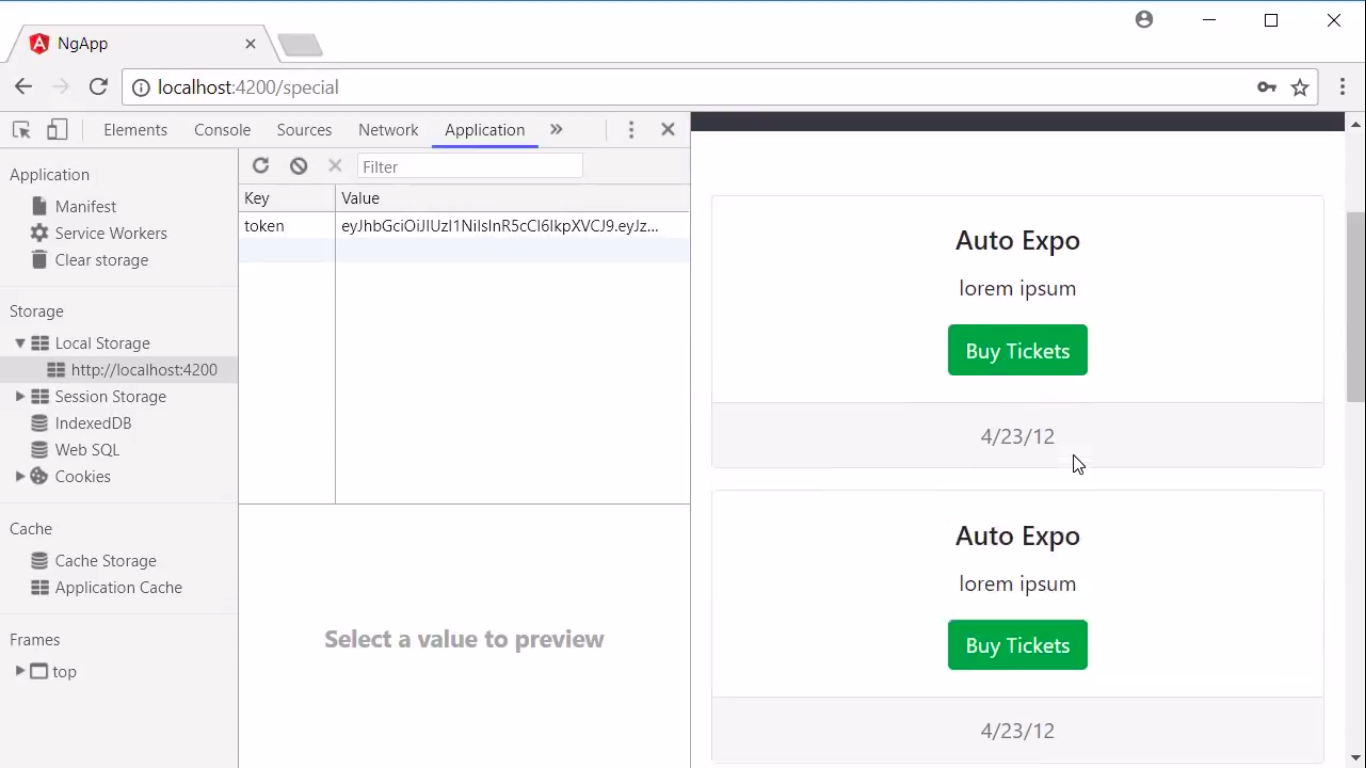 NgApp
localhost:4200/special
Elements Console Sources Network Application »
Application
Manifest
Service Workers
Clear storage
Storage
Local Storage
http://localhost:4200
Session Storage
IndexedDB
Web SQL
Cookies
Cache
Cache Storage
Application Cache
Frames
top
Filter
Key Value
token eyJhbGciOiJIUzI1NiIsInR5cCI6IkpXVCJ9.eyJz...
Select a value to preview
Auto Expo
lorem ipsum
Buy Tickets
4/23/12
Auto Expo
lorem ipsum
Buy Tickets
4/23/12